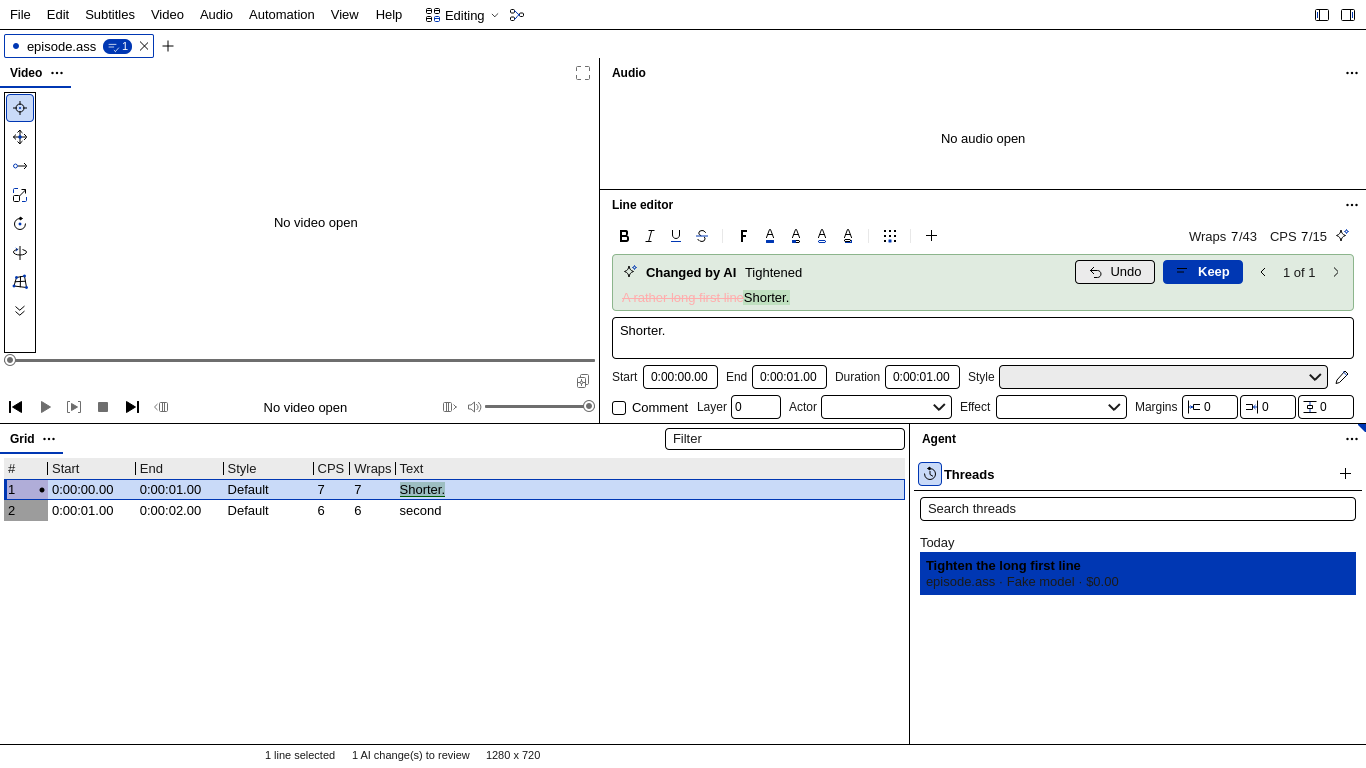 File Edit Subtitles Video Audio Automation View Help Editing
episode.ass 1
Video
Audio
No audio open
No video open
Line editor
B I U S F A A A A Wraps 7/43 CPS 7/15
Changed by AI Tightened Undo Keep 1 of 1
A rather long first lineShorter.
Shorter.
Start 0:00:00.00 End 0:00:01.00 Duration 0:00:01.00 Style
No video open
Comment Layer 0 Actor Effect Margins 0 0 0
Grid Filter
# Start End Style CPS Wraps Text
1 0:00:00.00 0:00:01.00 Default 7 7 Shorter.
2 0:00:01.00 0:00:02.00 Default 6 6 second
Agent
Threads
Search threads
Today
Tighten the long first line
episode.ass · Fake model · $0.00
1 line selected 1 AI change(s) to review 1280 x 720